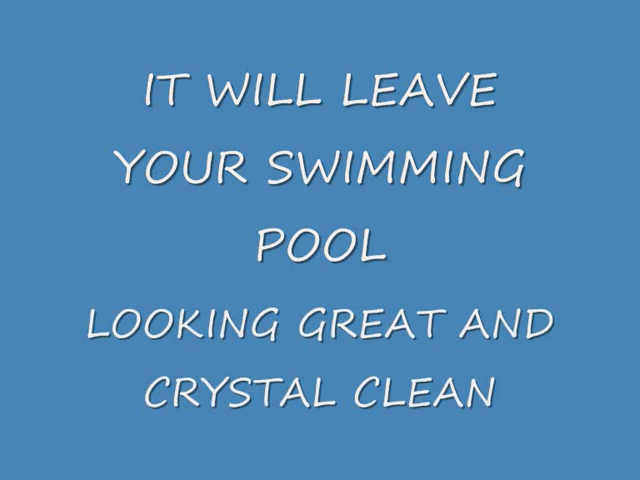 IT WILL LEAVE
YOUR SWIMMING
POOL
LOOKING GREAT AND
CRYSTAL CLEAN